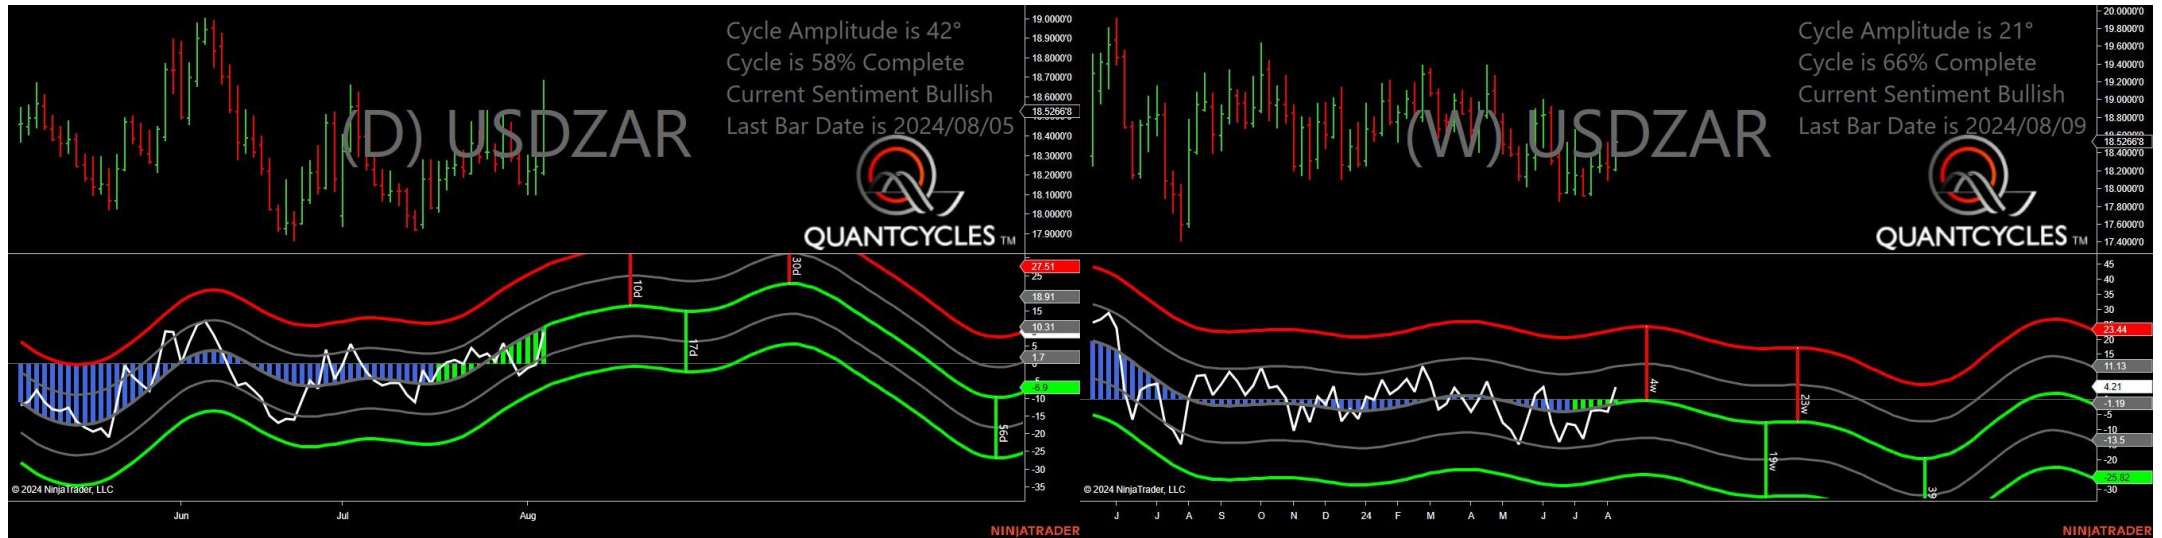 Cycle Amplitude is 42°
Cycle is 58% Complete
Current Sentiment Bullish
Last Bar Date is 2024/08/05
(D) USDZAR
QUANTCYCLES TM
19.0000'0
18.9000'0
18.8000'0
18.7000'0
18.6000'0
18.5266'8
18.4000'0
18.3000'0
18.2000'0
18.1000'0
18.0000'0
17.9000'0
27.51
25
18.91
15
10.31
5
1.7
-6.9
-10
-15
-20
-25
-30
-35
10d
30d
17d
56d
© 2024 NinjaTrader, LLC
Jun
Jul
Aug
NINJATRADER
Cycle Amplitude is 21°
Cycle is 66% Complete
Current Sentiment Bullish
Last Bar Date is 2024/08/09
(W) USDZAR
QUANTCYCLES TM
20.0000'0
19.8000'0
19.6000'0
19.4000'0
19.2000'0
19.0000'0
18.8000'0
18.5266'8
18.4000'0
18.2000'0
18.0000'0
17.8000'0
17.6000'0
17.4000'0
45
35
30
23.44
20
15
11.13
4.21
-1.19
-5
-10
-13.5
-20
-25.82
-30
4w
23w
19w
39
© 2024 NinjaTrader, LLC
J
J
A
S
O
N
D
24
F
M
A
M
J
J
A
NINJATRADER